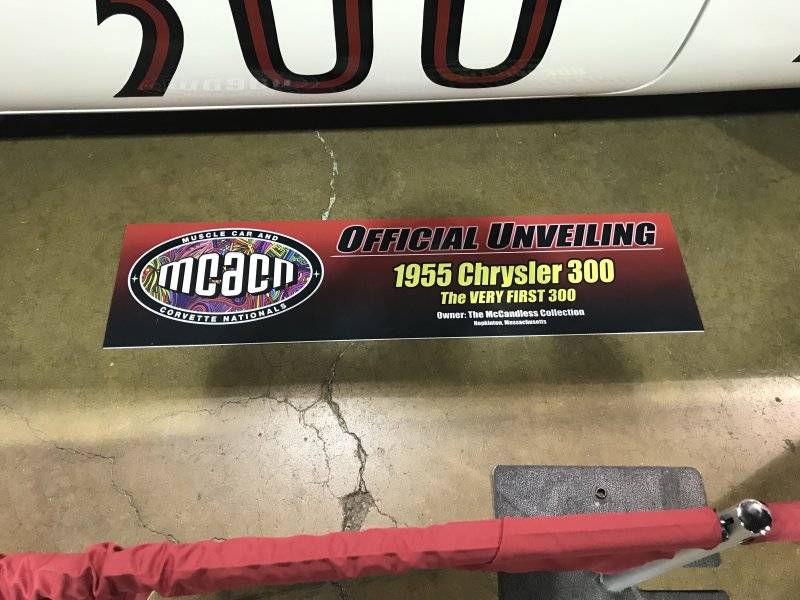 300
MUSCLE CAR AND
mcacn
CORVETTE NATIONALS
OFFICIAL UNVEILING
1955 Chrysler 300
The VERY FIRST 300
Owner: The McCandless Collection
Hopkinton, Massachusetts